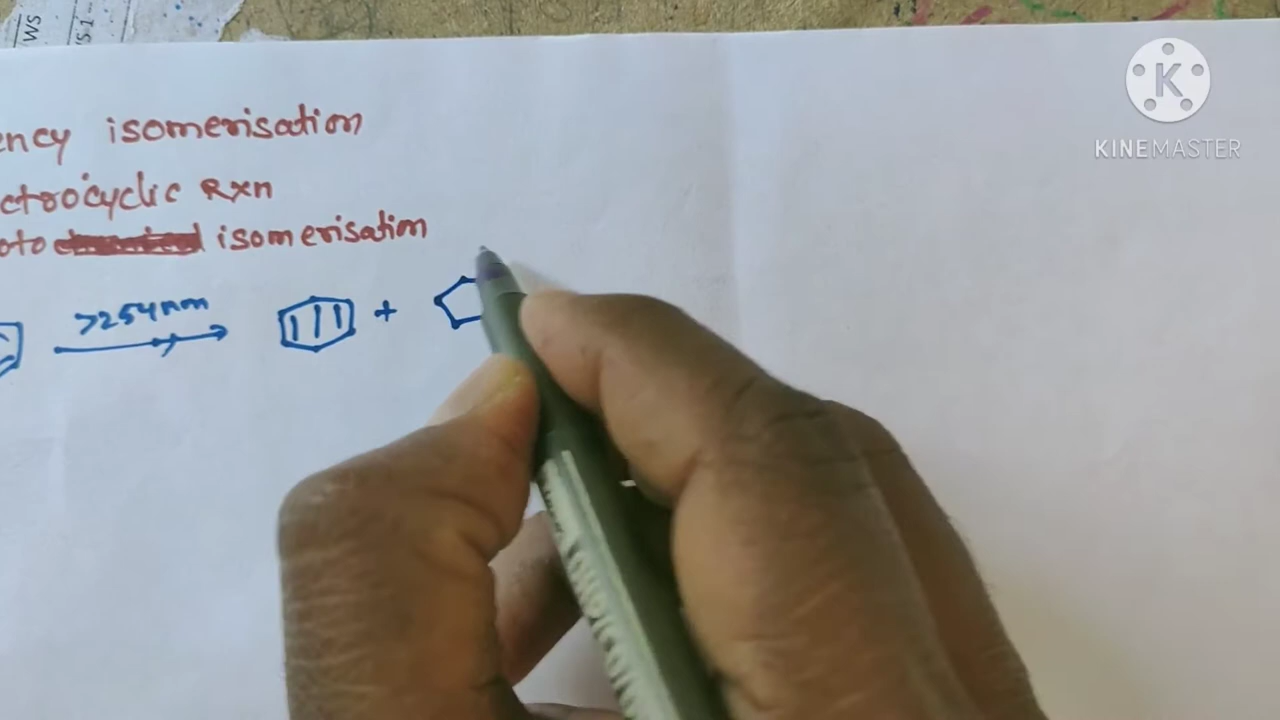 ency isomerisation
ctrocyclic Rxn
oto isomerisation
>254nm
+
K
KINEMASTER